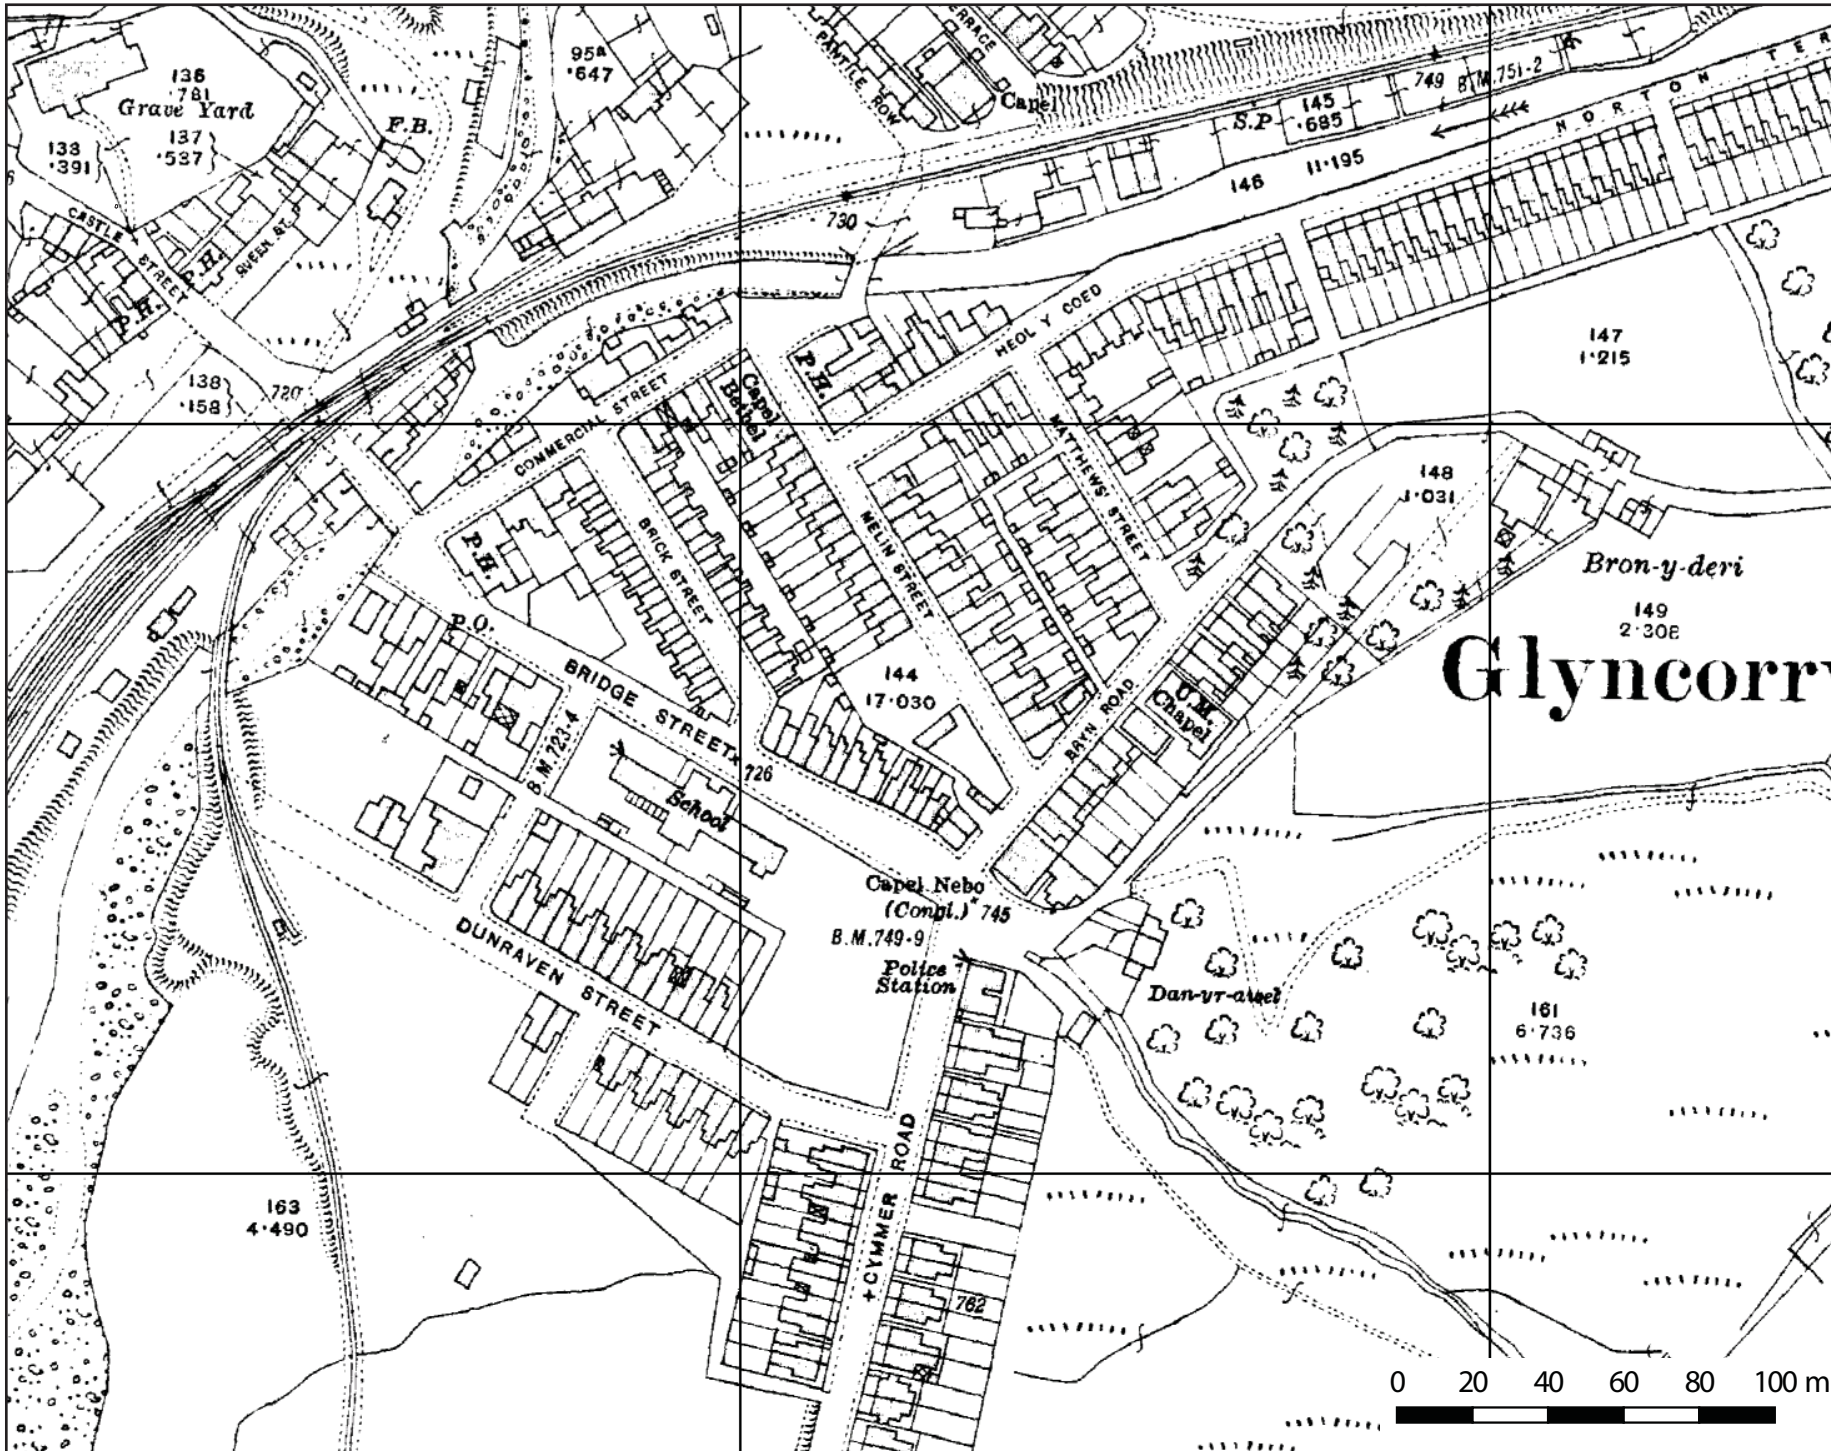 136
·781
Grave Yard
137
·537
138
·391
F.B.
95a
·647
PANTILE ROW
TERRACE
Capel
749
B.M.751·2
NORTON TER
145
·685
S.P
146
11·195
730
CASTLE STREET
P.H.
P.H.
QUEEN ST.
138
·158
720
COMMERCIAL STREET
Capel
Bethel
P.H.
HEOL Y COED
147
1·215
MATTHEWS' STREET
148
1·031
P.H.
BRICK STREET
MELIN STREET
Bron-y-deri
149
2·308
Glyncorrw
P.O.
BRIDGE STREET
144
17·030
BRYN ROAD
C.M.
Chapel
B.M.723·4
726
School
Capel Nebo
(Congl.) 745
B.M.749·9
Police
Station
DUNRAVEN STREET
Dan-yr-awel
161
6·736
163
4·490
CYMMER ROAD
762
0 20 40 60 80 100 m